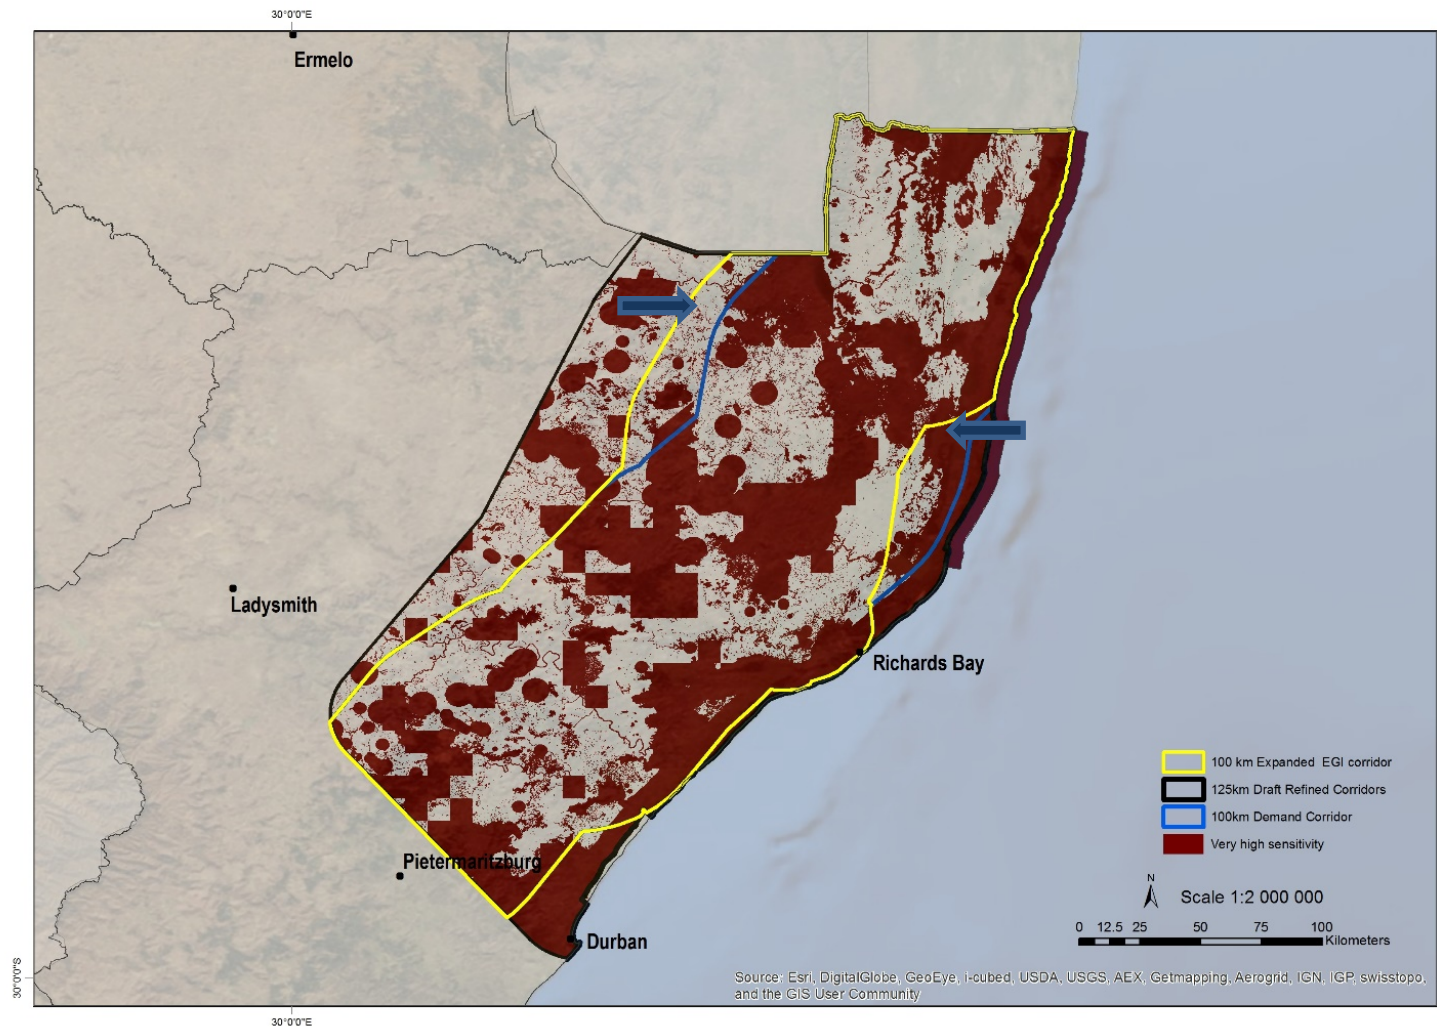 30°0'0"E
Ermelo
Ladysmith
Richards Bay
100 km Expanded EGI corridor
125km Draft Refined Corridors
100km Demand Corridor
Very high sensitivity
Pietermaritzburg
N
Scale 1:2 000 000
0 12.5 25 50 75 100
Kilometers
Durban
30°0'0"S
Source: Esri, DigitalGlobe, GeoEye, i-cubed, USDA, USGS, AEX, Getmapping, Aerogrid, IGN, IGP, swisstopo,
and the GIS User Community
30°0'0"E